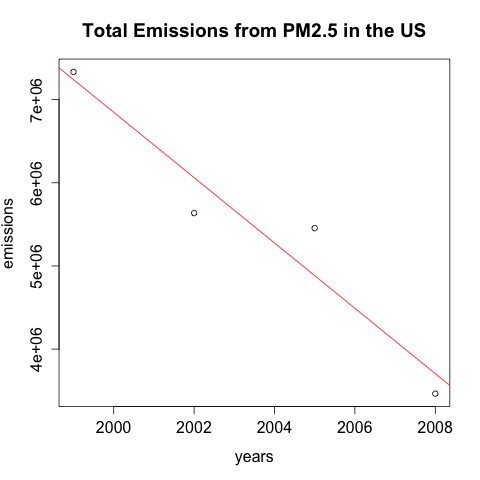 Total Emissions from PM2.5 in the US
7e+06
6e+06
5e+06
4e+06
emissions
2000 2002 2004 2006 2008
years